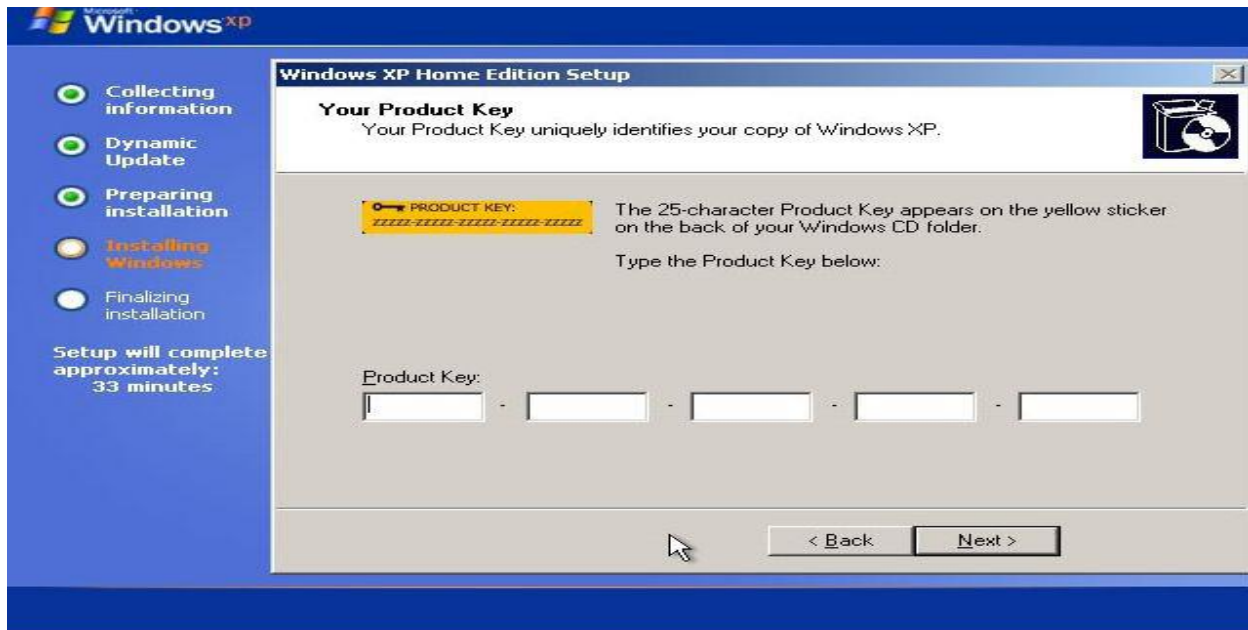 Microsoft
Windows xp
Collecting
information
Dynamic
Update
Preparing
installation
Installing
Windows
Finalizing
installation
Setup will complete
approximately:
33 minutes
Windows XP Home Edition Setup
Your Product Key
Your Product Key uniquely identifies your copy of Windows XP.
PRODUCT KEY:
ZZZZZ-ZZZZZ-ZZZZZ-ZZZZZ-ZZZZZ
The 25-character Product Key appears on the yellow sticker
on the back of your Windows CD folder.
Type the Product Key below:
Product Key:
- - - -
< Back
Next >